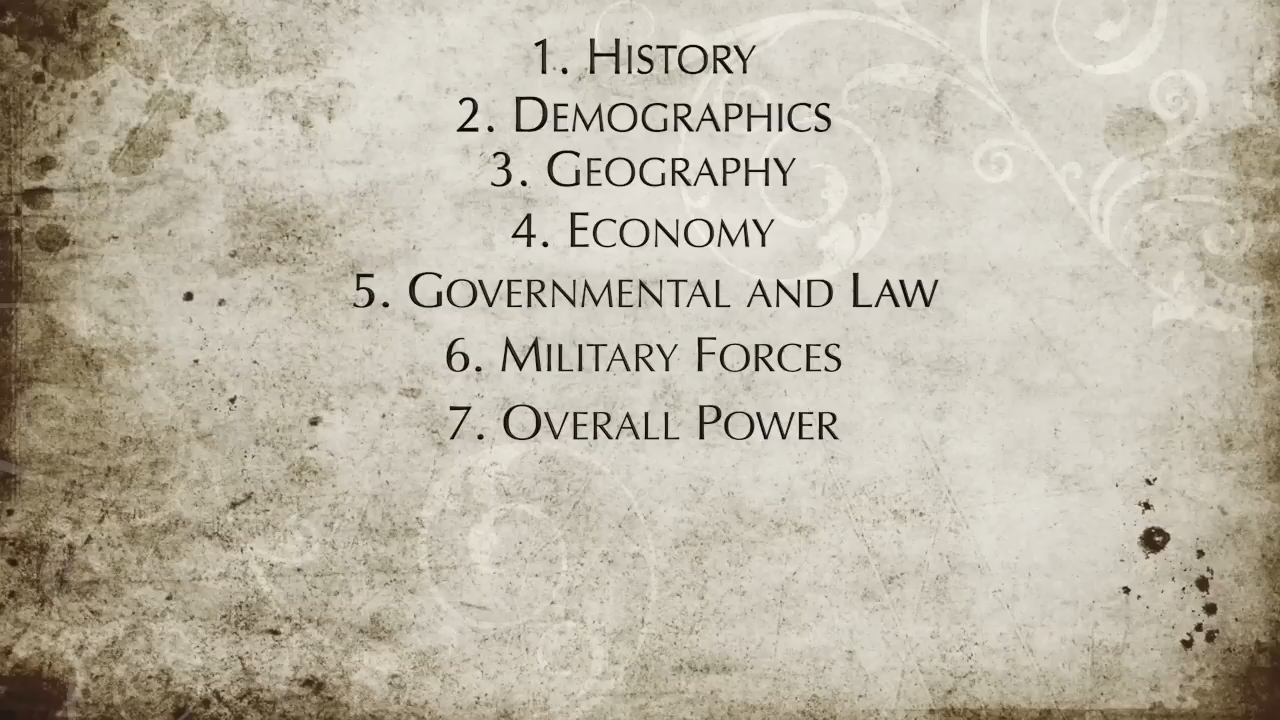 1. History
2. Demographics
3. Geography
4. Economy
5. Governmental and Law
6. Military Forces
7. Overall Power